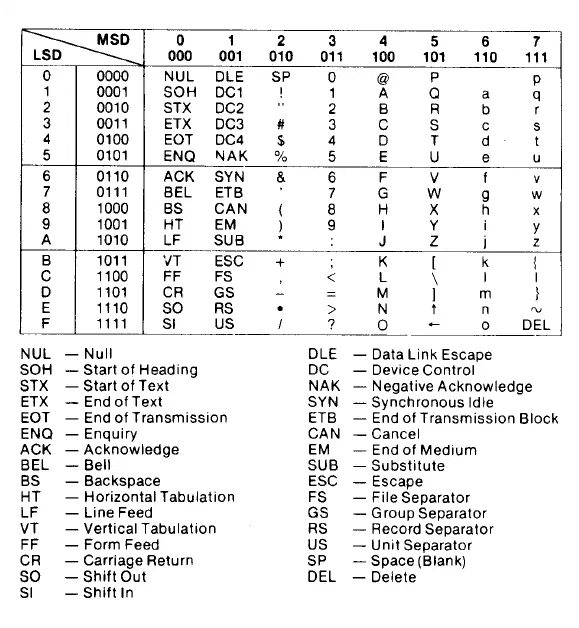 MSD 0 1 2 3 4 5 6 7
LSD 000 001 010 011 100 101 110 111
0 0000 NUL DLE SP 0 @ P p
1 0001 SOH DC1 ! 1 A Q a q
2 0010 STX DC2 " 2 B R b r
3 0011 ETX DC3 # 3 C S c s
4 0100 EOT DC4 $ 4 D T d t
5 0101 ENQ NAK % 5 E U e u
6 0110 ACK SYN & 6 F V f v
7 0111 BEL ETB ' 7 G W g w
8 1000 BS CAN ( 8 H X h x
9 1001 HT EM ) 9 I Y i y
A 1010 LF SUB * : J Z j z
B 1011 VT ESC + ; K [ k {
C 1100 FF FS , < L \ l |
D 1101 CR GS – = M ] m }
E 1110 SO RS • > N ↑ n ~
F 1111 SI US / ? O ← o DEL
NUL — Null
SOH — Start of Heading
STX — Start of Text
ETX — End of Text
EOT — End of Transmission
ENQ — Enquiry
ACK — Acknowledge
BEL — Bell
BS — Backspace
HT — Horizontal Tabulation
LF — Line Feed
VT — Vertical Tabulation
FF — Form Feed
CR — Carriage Return
SO — Shift Out
SI — Shift In
DLE — Data Link Escape
DC — Device Control
NAK — Negative Acknowledge
SYN — Synchronous Idle
ETB — End of Transmission Block
CAN — Cancel
EM — End of Medium
SUB — Substitute
ESC — Escape
FS — File Separator
GS — Group Separator
RS — Record Separator
US — Unit Separator
SP — Space (Blank)
DEL — Delete